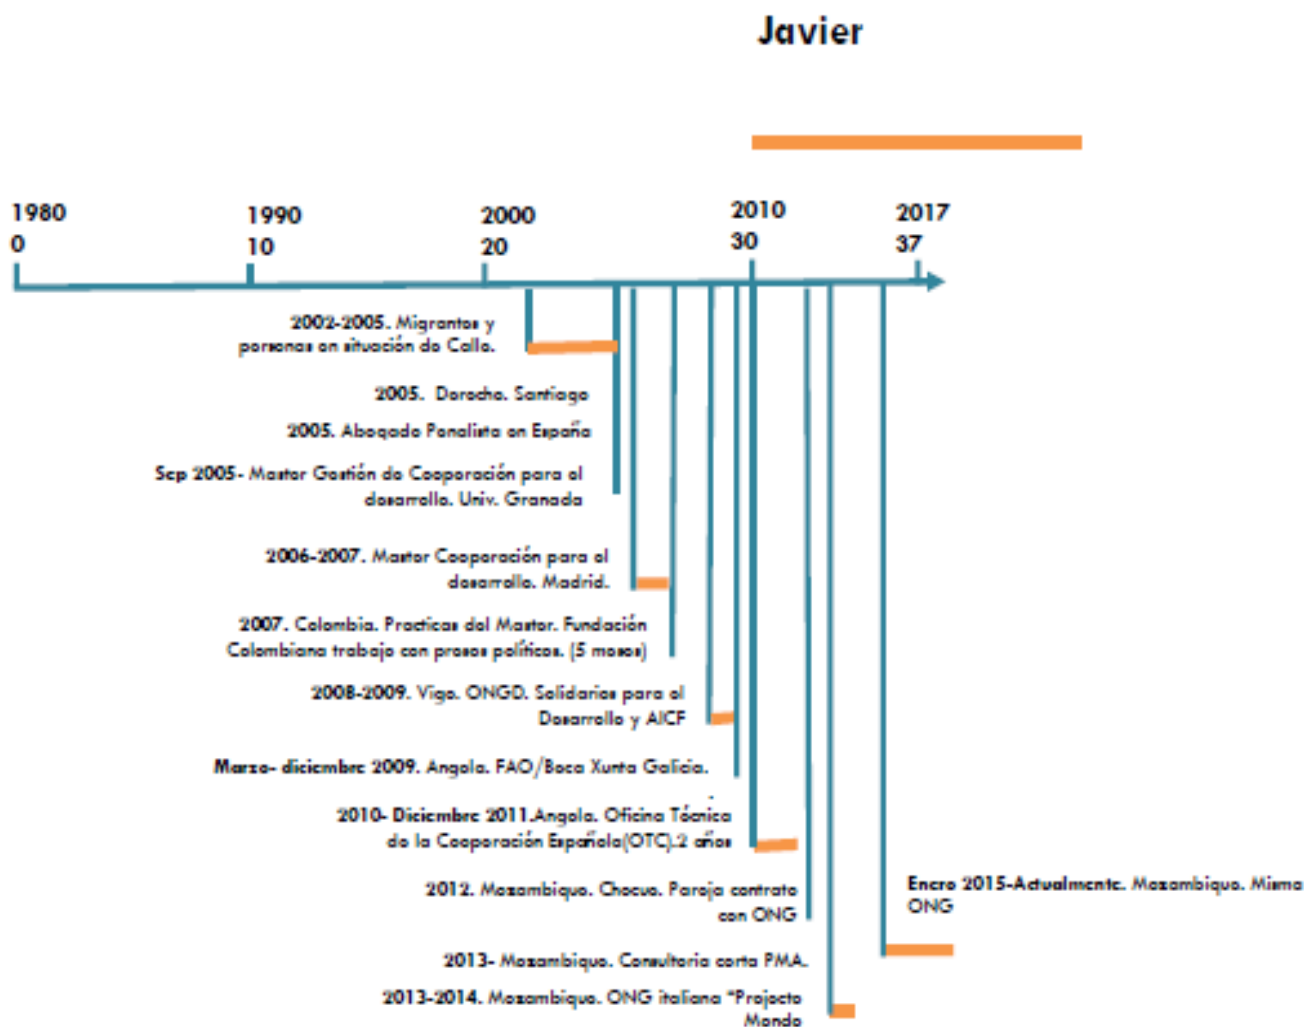 Javier
1980
0
1990
10
2000
20
2010
30
2017
37
2002-2005. Migrantes y
personas en situación de Calle.
2005. Derecho. Santiago
2005. Abogado Penalista en España
Sep 2005- Master Gestión de Cooperación para el
desarrollo. Univ. Granada
2006-2007. Master Cooperación para el
desarrollo. Madrid.
2007. Colombia. Practicas del Master. Fundación
Colombiana trabajo con presos políticos. (5 meses)
2008-2009. Vigo. ONGD. Solidarios para el
Desarrollo y AICF
Marzo- diciembre 2009. Angola. FAO/Beca Xunta Galicia.
2010- Diciembre 2011.Angola. Oficina Técnica
de la Cooperación Española(OTC).2 años
2012. Mozambique. Chocue. Pareja contrato
con ONG
Enero 2015-Actualmente. Mozambique. Misma
ONG
2013- Mozambique. Consultoria corta PMA.
2013-2014. Mozambique. ONG italiana "Projecto
Mondo